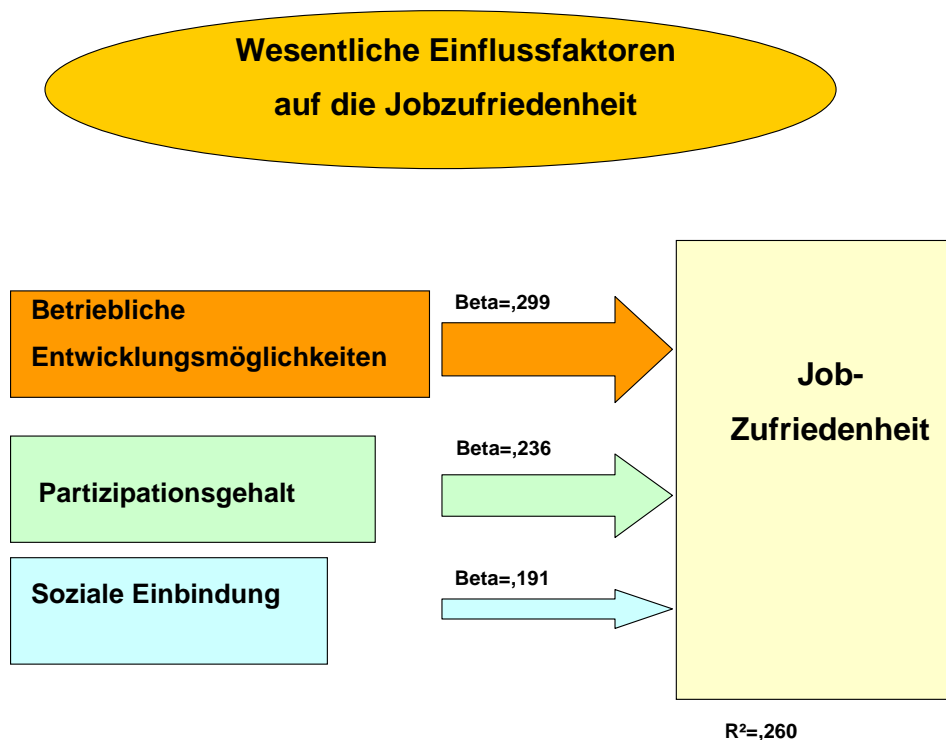 Wesentliche Einflussfaktoren
auf die Jobzufriedenheit
Betriebliche
Entwicklungsmöglichkeiten
Beta=,299
Job-
Zufriedenheit
Partizipationsgehalt
Beta=,236
Soziale Einbindung
Beta=,191
R²=,260